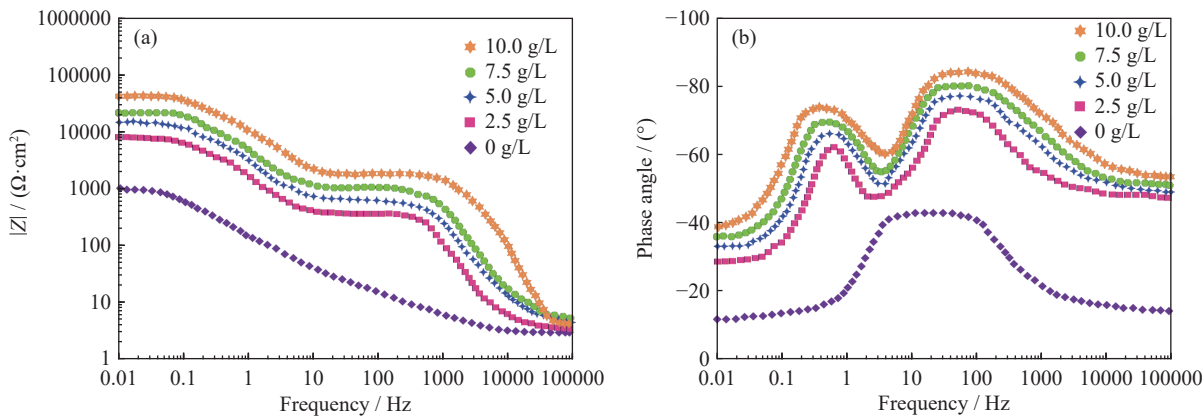 (a)
1000000
100000
10000
1000
100
10
1
|Z| / (Ω·cm²)
10.0 g/L
7.5 g/L
5.0 g/L
2.5 g/L
0 g/L
0.01 0.1 1 10 100 1000 10000 100000
Frequency / Hz
(b)
−100
−80
−60
−40
−20
0
Phase angle / (°)
10.0 g/L
7.5 g/L
5.0 g/L
2.5 g/L
0 g/L
0.01 0.1 1 10 100 1000 10000 100000
Frequency / Hz